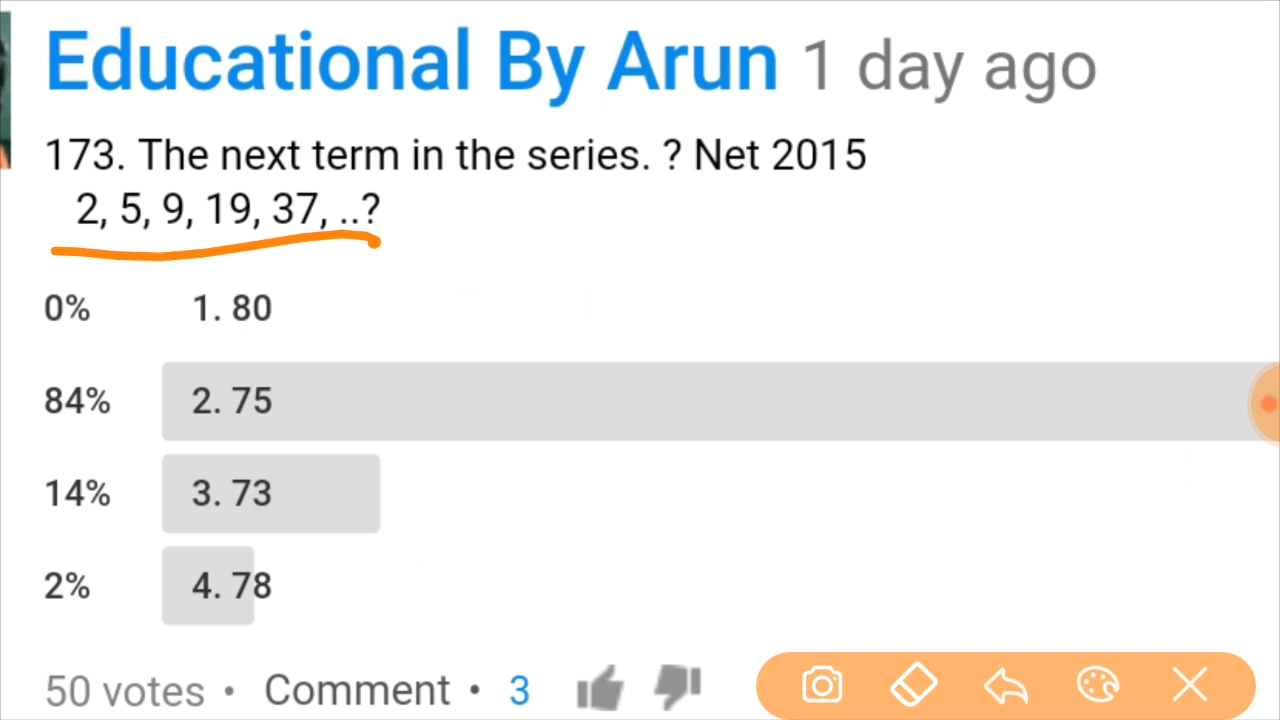 Educational By Arun 1 day ago
173. The next term in the series. ? Net 2015
2, 5, 9, 19, 37, ..?
0% 1. 80
84% 2. 75
14% 3. 73
2% 4. 78
50 votes • Comment • 3